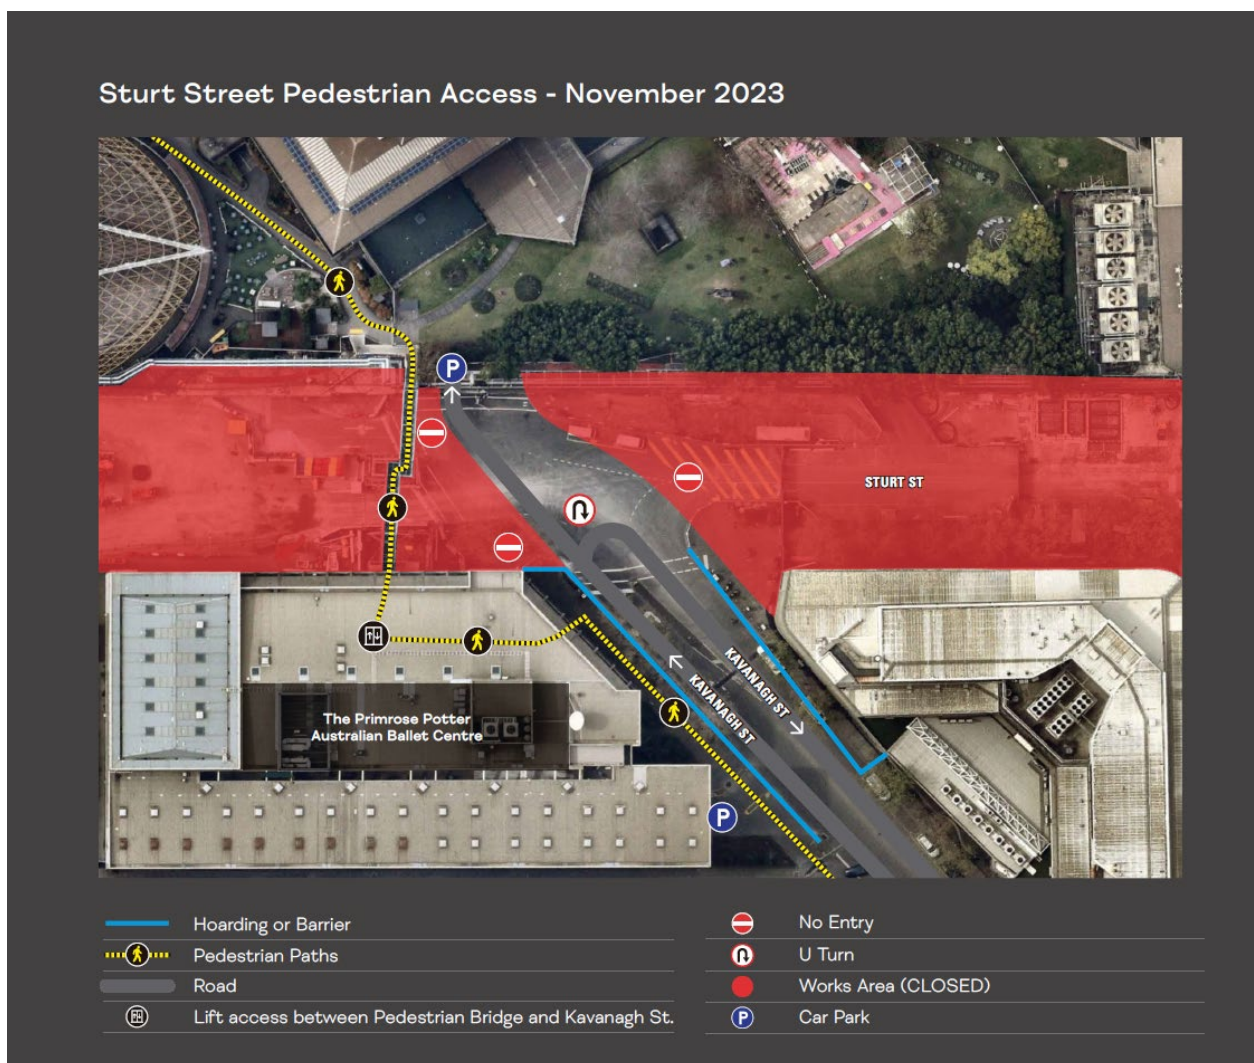 Sturt Street Pedestrian Access - November 2023
P
STURT ST
KAVANAGH ST
KAVANAGH ST
The Primrose Potter
Australian Ballet Centre
P
Hoarding or Barrier
Pedestrian Paths
Road
Lift access between Pedestrian Bridge and Kavanagh St.
No Entry
U Turn
Works Area (CLOSED)
P
Car Park